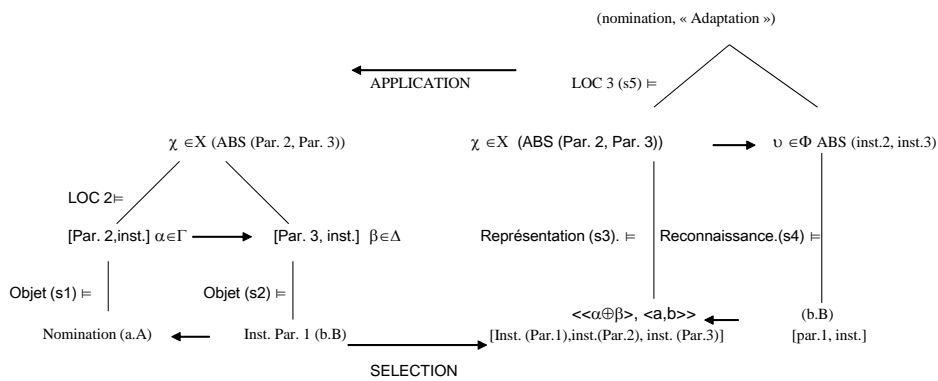 (nomination, « Adaptation »)
APPLICATION
LOC 3 (s5) ⊨
χ ∈X (ABS (Par. 2, Par. 3))
χ ∈X (ABS (Par. 2, Par. 3))
υ ∈Φ ABS (inst.2, inst.3)
LOC 2⊨
[Par. 2,inst.] α∈Γ
[Par. 3, inst.] β∈Δ
Représentation (s3). ⊨
Reconnaissance.(s4) ⊨
Objet (s1) ⊨
Objet (s2) ⊨
<<α⊕β>, <a,b>>
(b.B)
Nomination (a.A)
Inst. Par. 1 (b.B)
[Inst. (Par.1),inst.(Par.2), inst. (Par.3)]
[par.1, inst.]
SELECTION